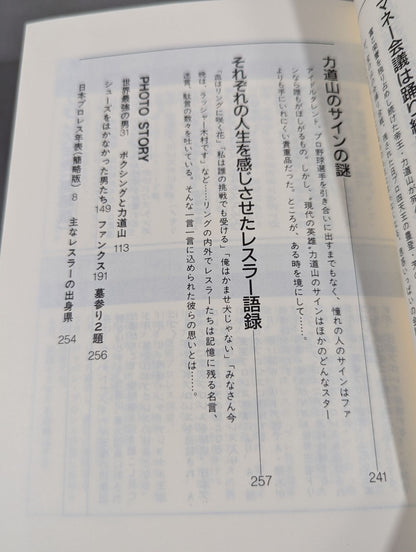 マネー会議は踊り
力道山のサインの謎
アイドルタレント、プロ野球選手を引き合いに出すまでもなく、憧れの人のサインはファ
ンなら誰もがほしがるもの。しかし、“現代の英雄”力道山のサインはほかのどんなスター
よりも手にいれにくい貴重品だった。ところが、ある時を境にして……。
241
それぞれの人生を感じさせたレスラー語録
257
「血はリングに咲く花」「私は誰の挑戦でも受ける」「俺はかませ犬じゃない」「みなさん今
晩は、ラッシャー木村です」など……リングの内外でレスラーたちは記憶に残る名言、
迷言、駄言の数々を吐いている。そんな一言一言に込められた彼らの思いとは……。
PHOTO STORY
世界最強の男31 ボクシングと力道山 113
シューズをはかなかった男たち149 ファンクス191 墓参り2題 256
日本プロレス年表(簡略版) 8 主なレスラーの出身県 254